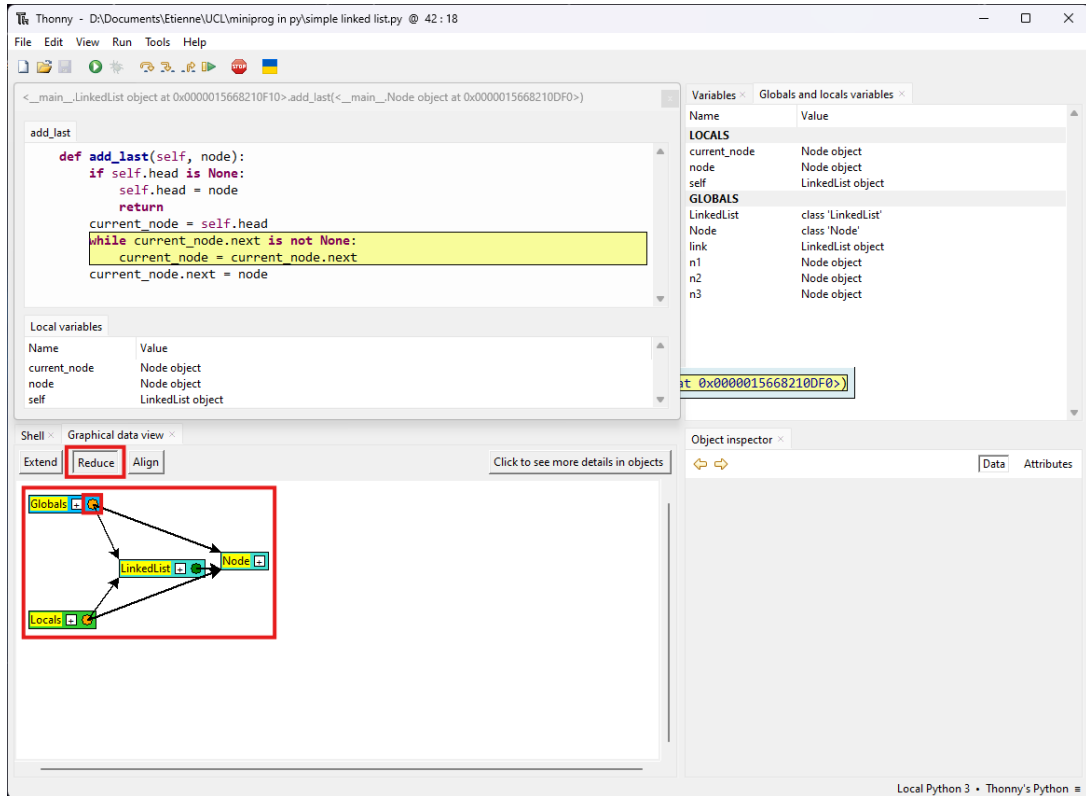 Thonny - D:\Documents\Etienne\UCL\miniprog in py\simple linked list.py @ 42 : 18
File Edit View Run Tools Help
STOP
<__main__.LinkedList object at 0x0000015668210F10>.add_last(<__main__.Node object at 0x0000015668210DF0>)
add_last
def add_last(self, node):
if self.head is None:
self.head = node
return
current_node = self.head
while current_node.next is not None:
current_node = current_node.next
current_node.next = node
Local variables
Name Value
current_node Node object
node Node object
self LinkedList object
Variables Globals and locals variables
Name Value
LOCALS
current_node Node object
node Node object
self LinkedList object
GLOBALS
LinkedList class 'LinkedList'
Node class 'Node'
link LinkedList object
n1 Node object
n2 Node object
n3 Node object
at 0x0000015668210DF0>)
Shell Graphical data view
Extend Reduce Align Click to see more details in objects
Globals
LinkedList
Node
Locals
Object inspector
Data Attributes
Local Python 3 • Thonny's Python ≡